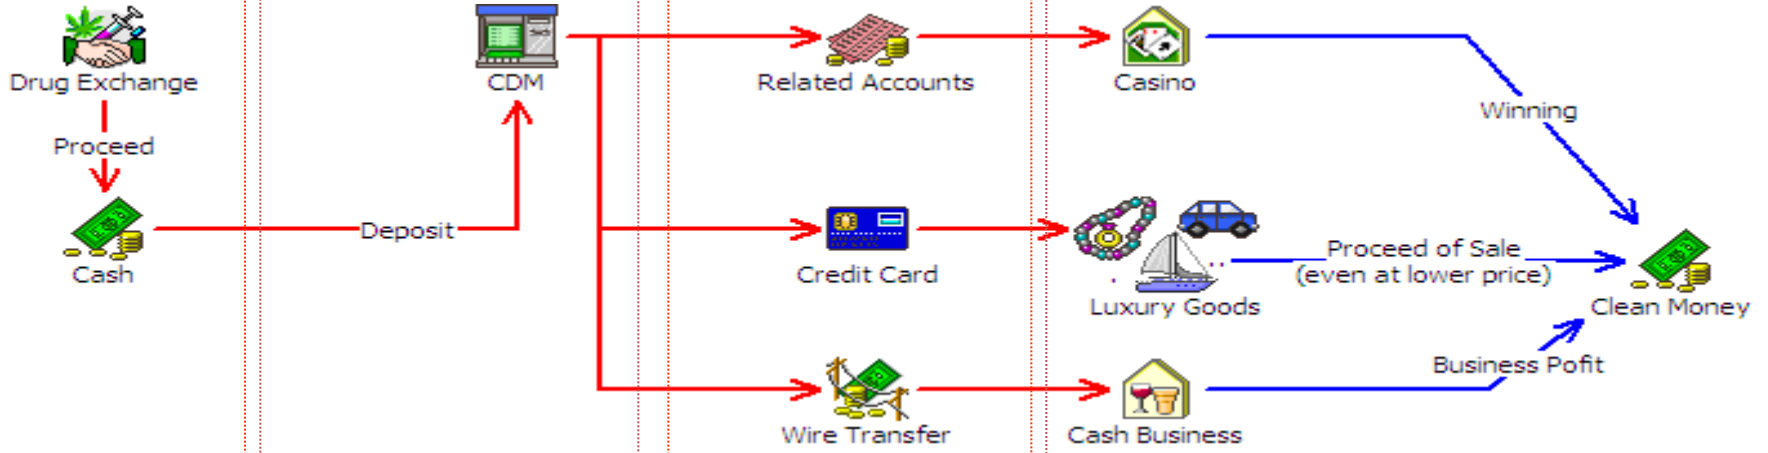 Drug Exchange
CDM
Related Accounts
Casino
Winning
Proceed
Cash
Deposit
Credit Card
Luxury Goods
Proceed of Sale
(even at lower price)
Clean Money
Business Pofit
Wire Transfer
Cash Business